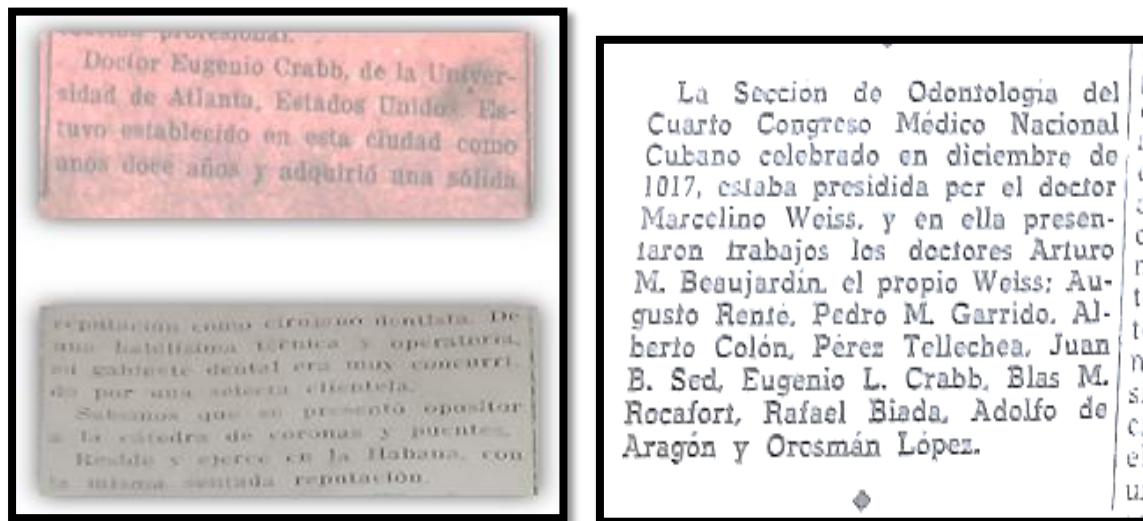 Doctor Eugenio Crabb, de la Univer-
sidad de Atlanta, Estados Unidos. Es-
tuvo establecido en esta ciudad como
unos doce años y adquirió una sólida
reputación como cirujano dentista. De
una habilísima técnica y operatoria,
su gabinete dental era muy concurri-
do por una selecta clientela.
Sabemos que se presentó opositor
a la cátedra de coronas y puentes.
Reside y ejerce en la Habana, con
la misma sentada reputación.
La Sección de Odontología del
Cuarto Congreso Médico Nacional
Cubano celebrado en diciembre de
1017, estaba presidida por el doctor
Marcelino Weiss, y en ella presen-
taron trabajos los doctores Arturo
M. Beaujardín, el propio Weiss; Au-
gusto Renté, Pedro M. Garrido, Al-
berto Colón, Pérez Tellechea, Juan
B. Sed, Eugenio L. Crabb, Blas M.
Rocafort, Rafael Biada, Adolfo de
Aragón y Orosmán López.